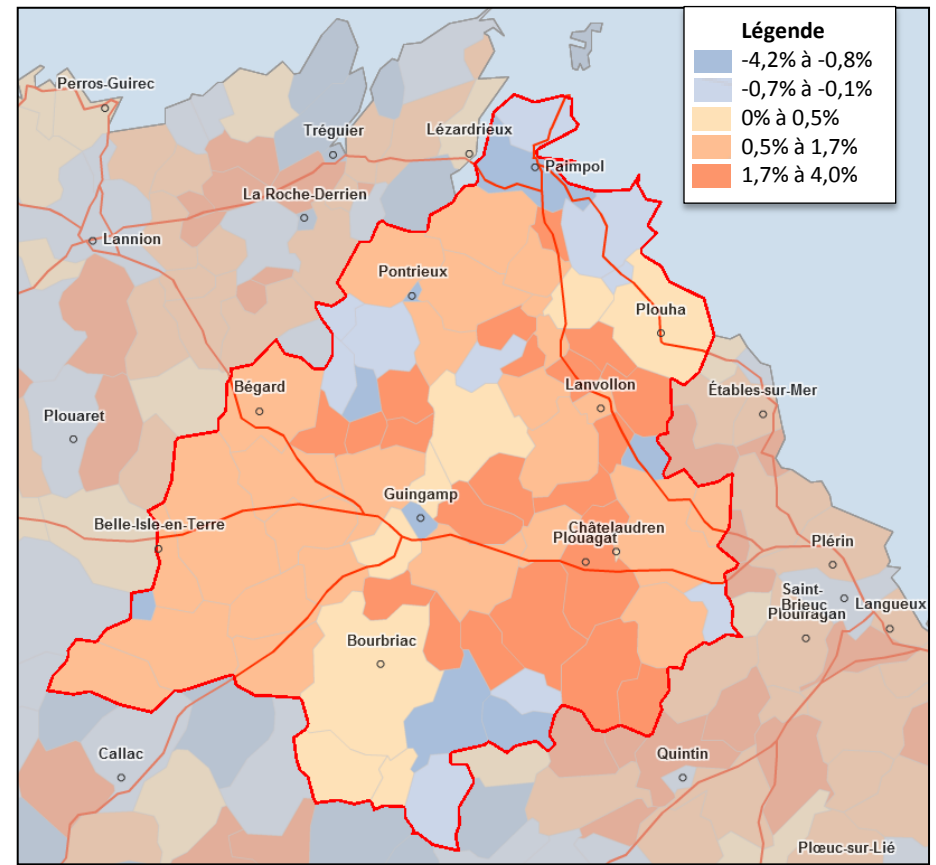 Légende
-4,2% à -0,8%
-0,7% à -0,1%
0% à 0,5%
0,5% à 1,7%
1,7% à 4,0%
Perros-Guirec
Tréguier
Lézardrieux
Paimpol
La Roche-Derrien
Lannion
Pontrieux
Plouha
Bégard
Lanvollon
Étables-sur-Mer
Plouaret
Guingamp
Belle-Isle-en-Terre
Châtelaudren
Plouagat
Plérin
Saint-
Brieuc
Langueux
Ploufragan
Bourbriac
Callac
Quintin
Plœuc-sur-Lié